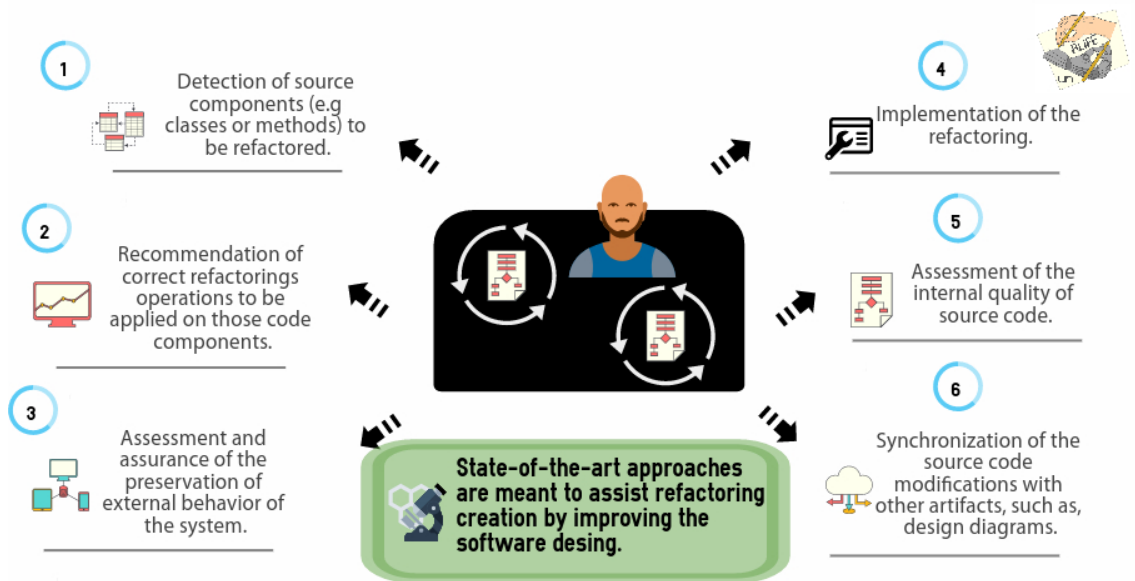 1
Detection of source
components (e.g
classes or methods) to
be refactored.
2
Recommendation of
correct refactorings
operations to be
applied on those code
components.
3
Assessment and
assurance of the
preservation of
external behavior of
the system.
4
Implementation of the
refactoring.
5
Assessment of the
internal quality of
source code.
6
Synchronization of the
source code
modifications with
other artifacts, such as,
design diagrams.
State-of-the-art approaches
are meant to assist refactoring
creation by improving the
software desing.
ALIFE
un